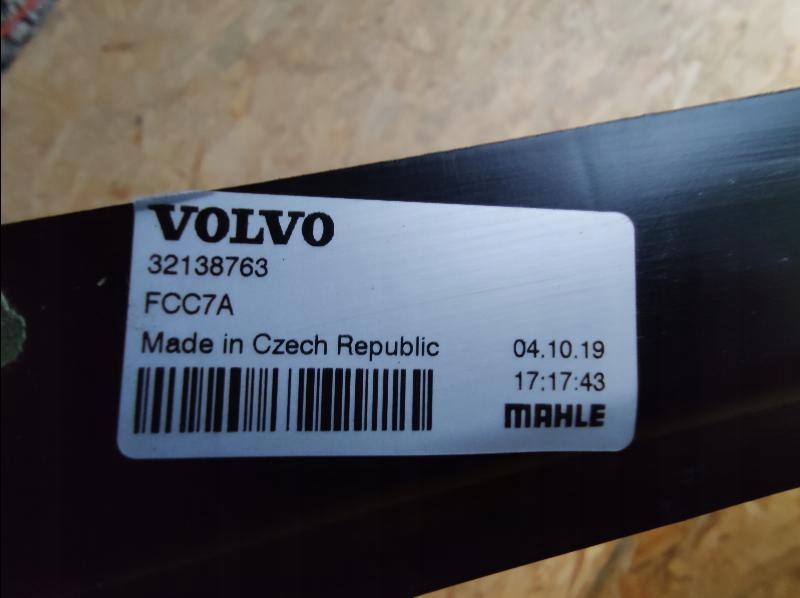 VOLVO
32138763
FCC7A
Made in Czech Republic
04.10.19
17:17:43
MAHLE